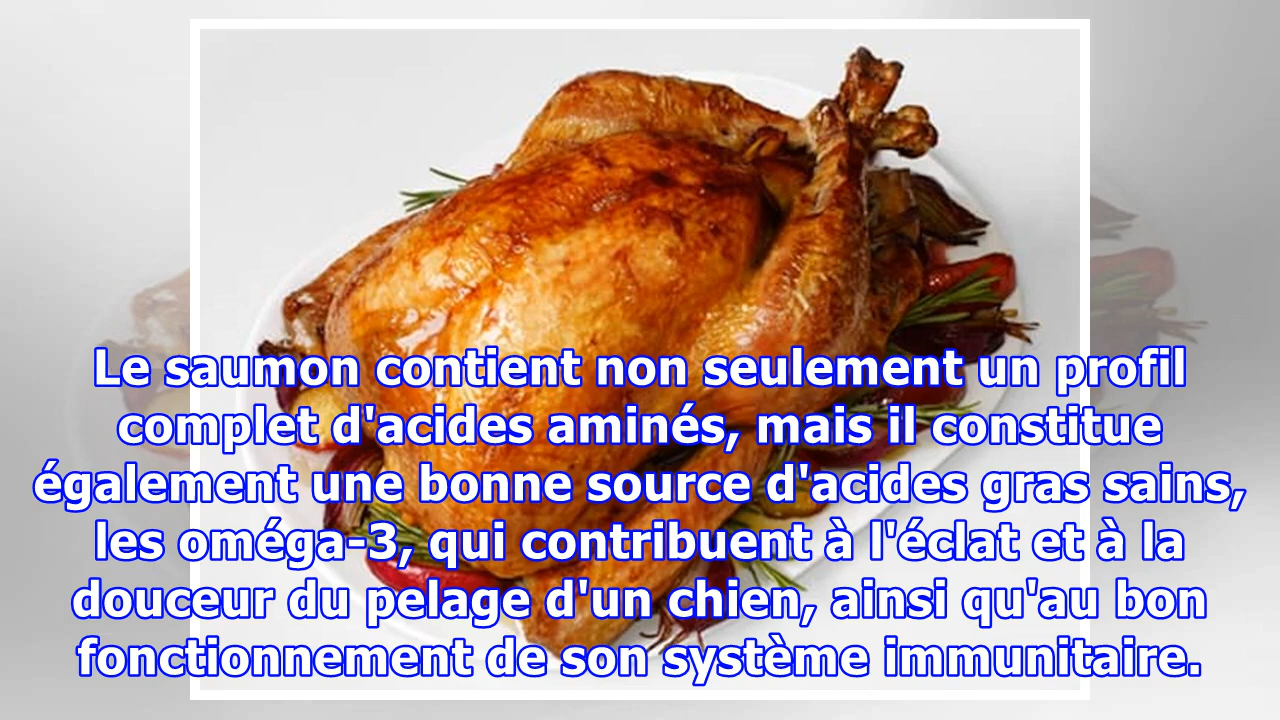 Le saumon contient non seulement un profil
complet d'acides aminés, mais il constitue
également une bonne source d'acides gras sains,
les oméga-3, qui contribuent à l'éclat et à la
douceur du pelage d'un chien, ainsi qu'au bon
fonctionnement de son système immunitaire.